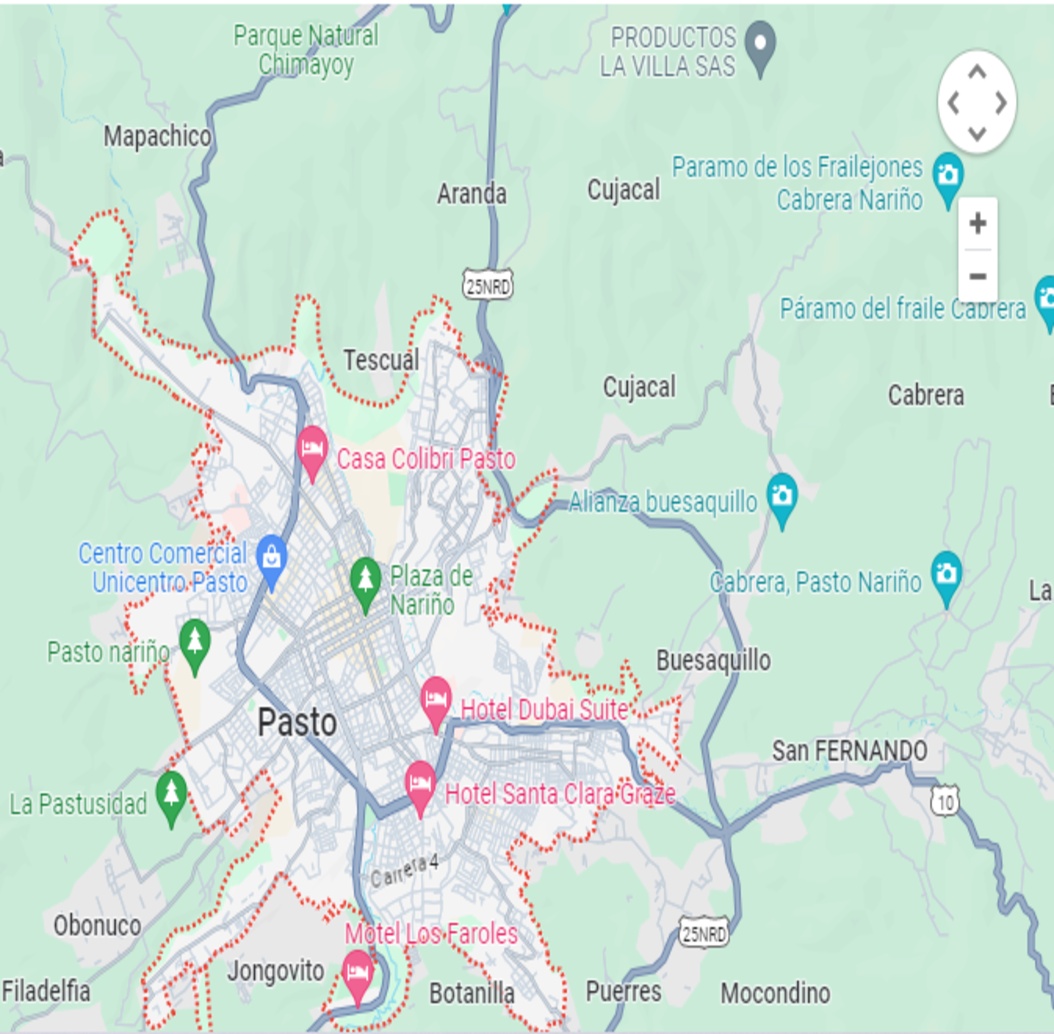 Parque Natural
Chimayoy
PRODUCTOS
LA VILLA SAS
Mapachico
Aranda
Cujacal
Paramo de los Frailejones
Cabrera Nariño
+
−
25NRD
Páramo del fraile Cabrera
Tescual
Cujacal
Cabrera
Casa Colibri Pasto
Alianza buesaquillo
Centro Comercial
Unicentro Pasto
Plaza de
Nariño
Cabrera, Pasto Nariño
La
Pasto nariño
Buesaquillo
Pasto
Hotel Dubai Suite
San FERNANDO
La Pastusidad
Hotel Santa Clara Graze
10
Carrera 4
Obonuco
Motel Los Faroles
25NRD
Filadelfia
Jongovito
Botanilla
Puerres
Mocondino